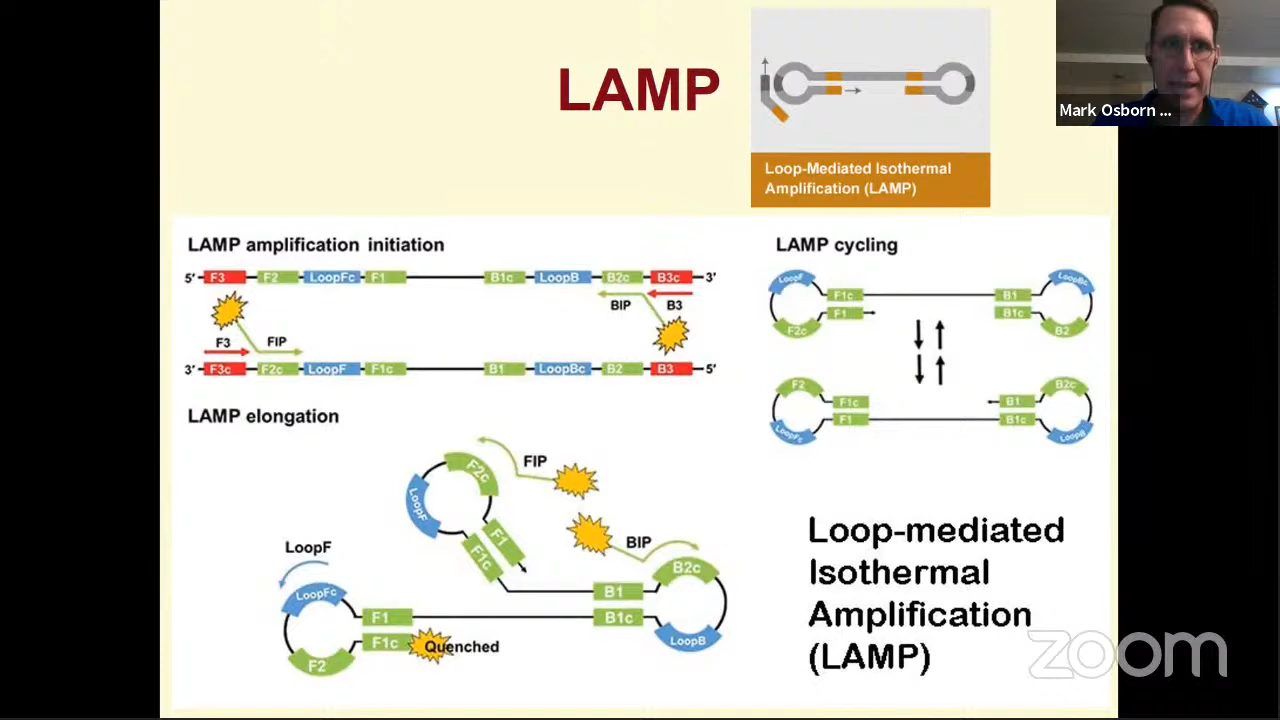 LAMP
Loop-Mediated Isothermal
Amplification (LAMP)
Mark Osborn ...
LAMP amplification initiation
5′ F3 F2 LoopFc F1 B1c LoopB B2c B3c 3′
BIP B3
F3 FIP
3′ F3c F2c LoopF F1c B1 LoopBc B2 B3 5′
LAMP elongation
FIP
F2c
LoopF
F1
F1c
BIP
B2c
B1
B1c
LoopB
LoopF
LoopFc
F1
F1c
Quenched
F2
LAMP cycling
LoopF LoopBc
F1c B1
F1 B1c
F2c B2
F2 B2c
F1c B1
F1 B1c
LoopFc LoopB
Loop-mediated
Isothermal
Amplification
(LAMP)
zoom